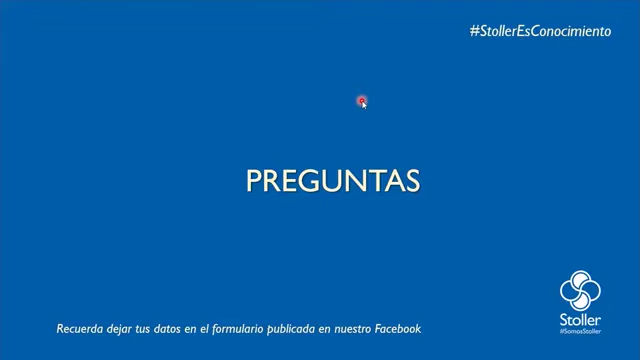 #StollerEsConocimiento
PREGUNTAS
Stoller
#SomosStoller
Recuerda dejar tus datos en el formulario publicada en nuestro Facebook